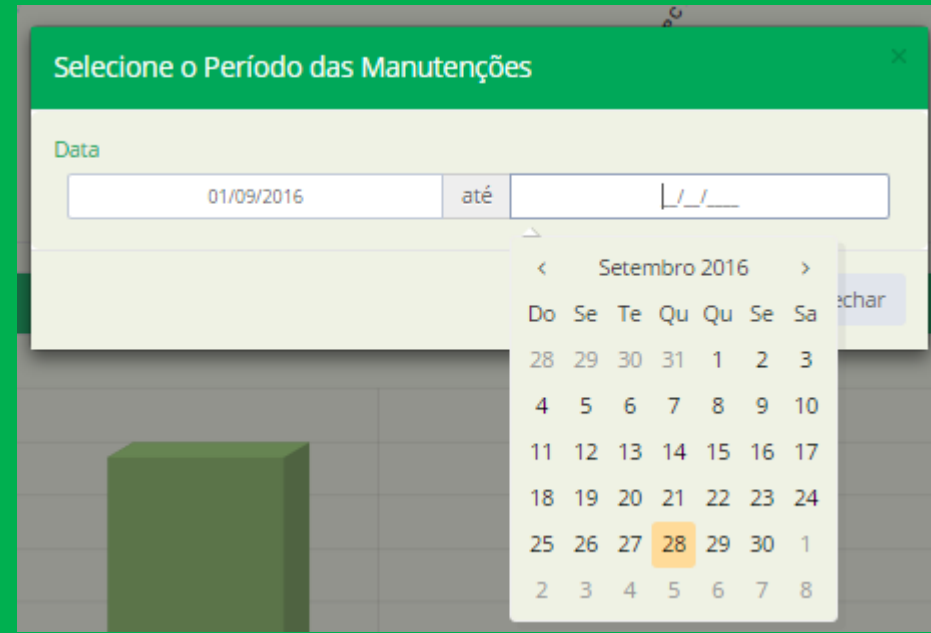 Selecione o Período das Manutenções ×
Data
01/09/2016 até __/__/____
< Setembro 2016 >
Do Se Te Qu Qu Se Sa
28 29 30 31 1 2 3
4 5 6 7 8 9 10
11 12 13 14 15 16 17
18 19 20 21 22 23 24
25 26 27 28 29 30 1
2 3 4 5 6 7 8
echar